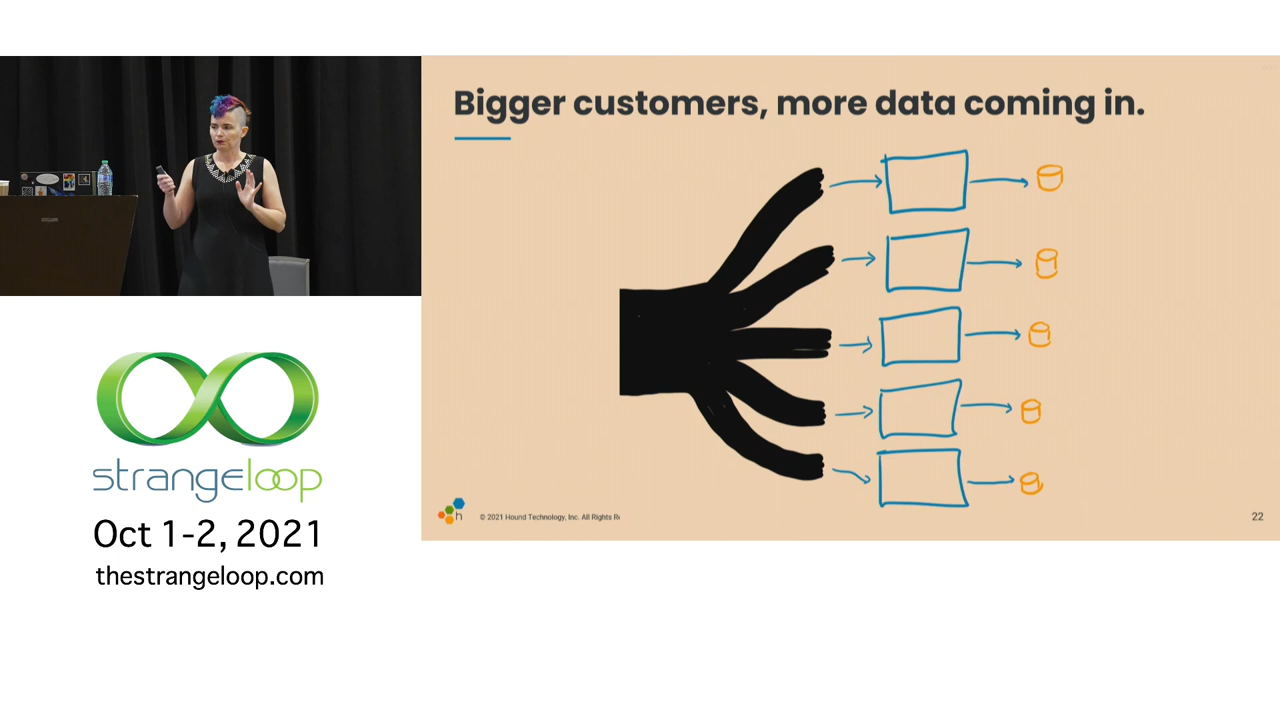 Bigger customers, more data coming in.
h
© 2021 Hound Technology, Inc. All Rights Re
22
strangeloop
Oct 1-2, 2021
thestrangeloop.com